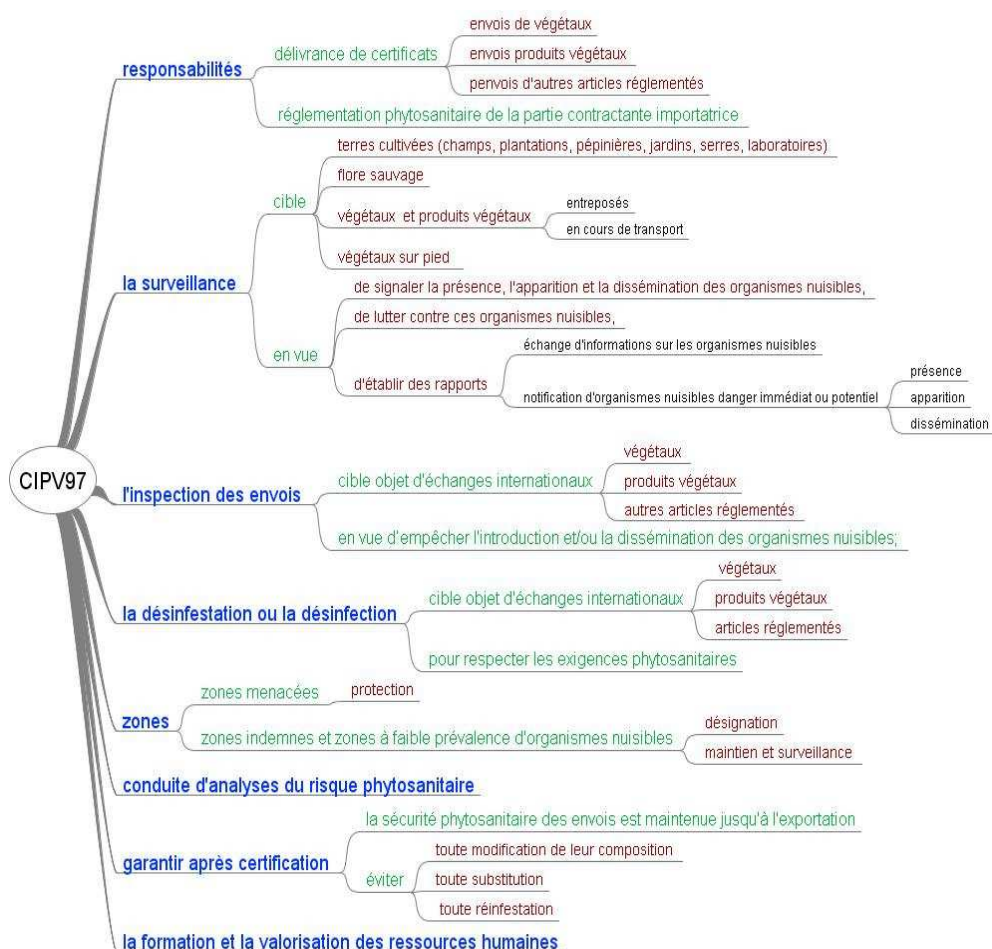 CIPV97
responsabilités
délivrance de certificats
envois de végétaux
envois produits végétaux
penvois d'autres articles réglementés
réglementation phytosanitaire de la partie contractante importatrice
la surveillance
cible
terres cultivées (champs, plantations, pépinières, jardins, serres, laboratoires)
flore sauvage
végétaux et produits végétaux
entreposés
en cours de transport
végétaux sur pied
en vue
de signaler la présence, l'apparition et la dissémination des organismes nuisibles,
de lutter contre ces organismes nuisibles,
d'établir des rapports
échange d'informations sur les organismes nuisibles
notification d'organismes nuisibles danger immédiat ou potentiel
présence
apparition
dissémination
l'inspection des envois
cible objet d'échanges internationaux
végétaux
produits végétaux
autres articles réglementés
en vue d'empêcher l'introduction et/ou la dissémination des organismes nuisibles;
la désinfestation ou la désinfection
cible objet d'échanges internationaux
végétaux
produits végétaux
articles réglementés
pour respecter les exigences phytosanitaires
zones
zones menacées
protection
zones indemnes et zones à faible prévalence d'organismes nuisibles
désignation
maintien et surveillance
conduite d'analyses du risque phytosanitaire
garantir après certification
la sécurité phytosanitaire des envois est maintenue jusqu'à l'exportation
éviter
toute modification de leur composition
toute substitution
toute réinfestation
la formation et la valorisation des ressources humaines